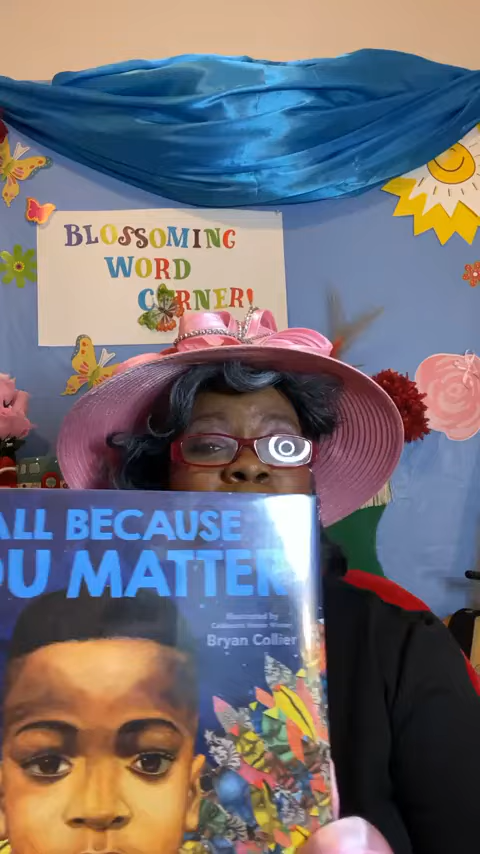 BLOSSOMING
WORD
CORNER!
ALL BECAUSE
OU MATTER
Illustrated by
Caldecott Honor Winner
Bryan Collier